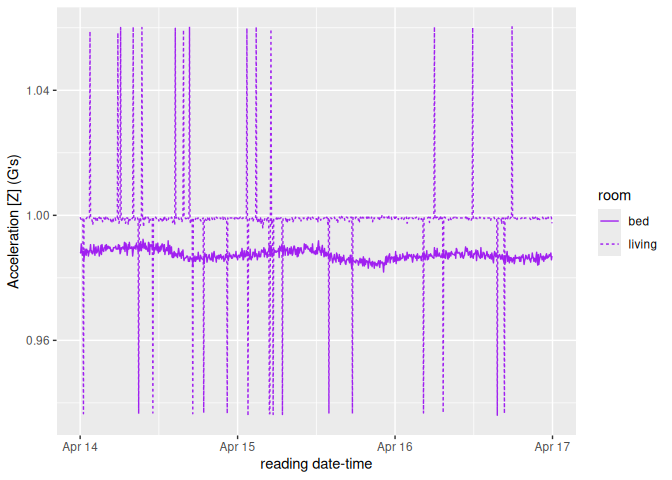 1.04
1.00
0.96
Acceleration [Z] (G's)
Apr 14
Apr 15
Apr 16
Apr 17
reading date-time
room
bed
living